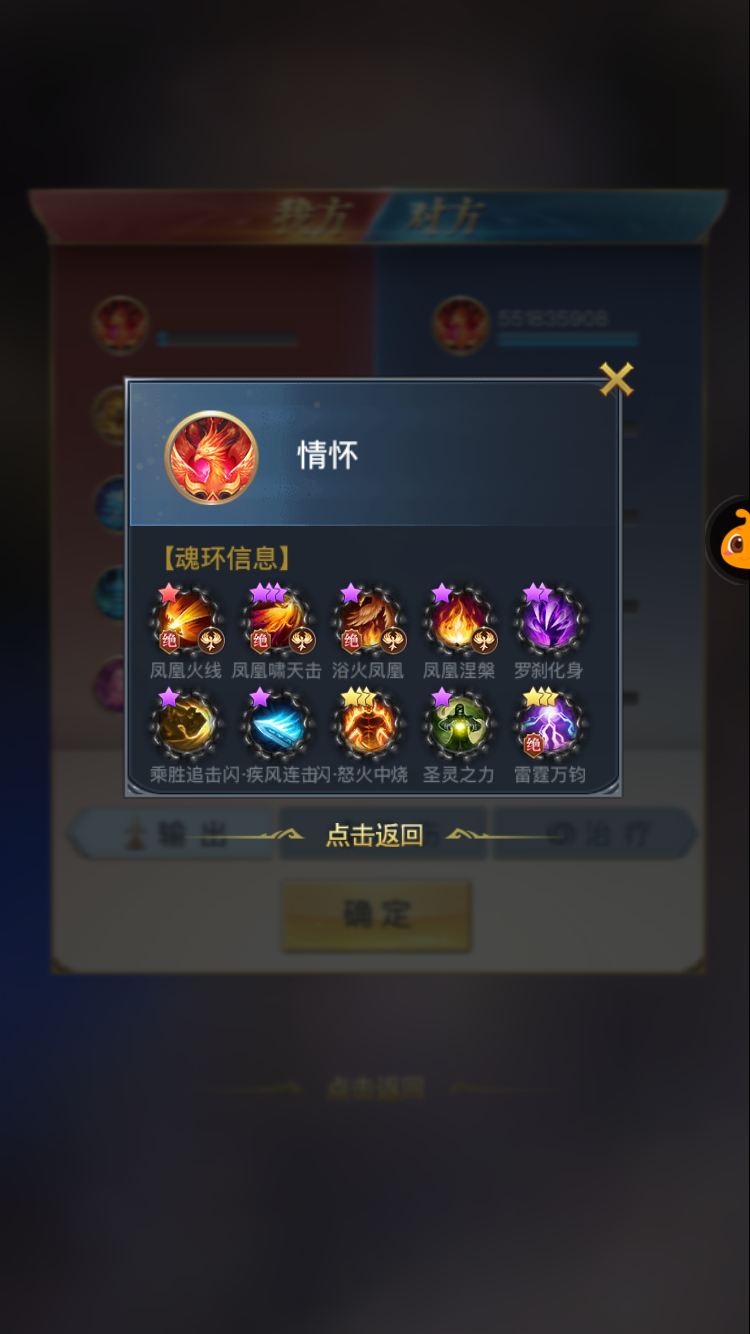 我方 对方
551835908
情怀
【魂环信息】
绝 绝 绝
凤凰火线 凤凰啸天击 浴火凤凰 凤凰涅槃 罗刹化身
绝
乘胜追击 闪·疾风连击 闪·怒火中烧 圣灵之力 雷霆万钧
点击返回
输出 治疗
确定
点击返回